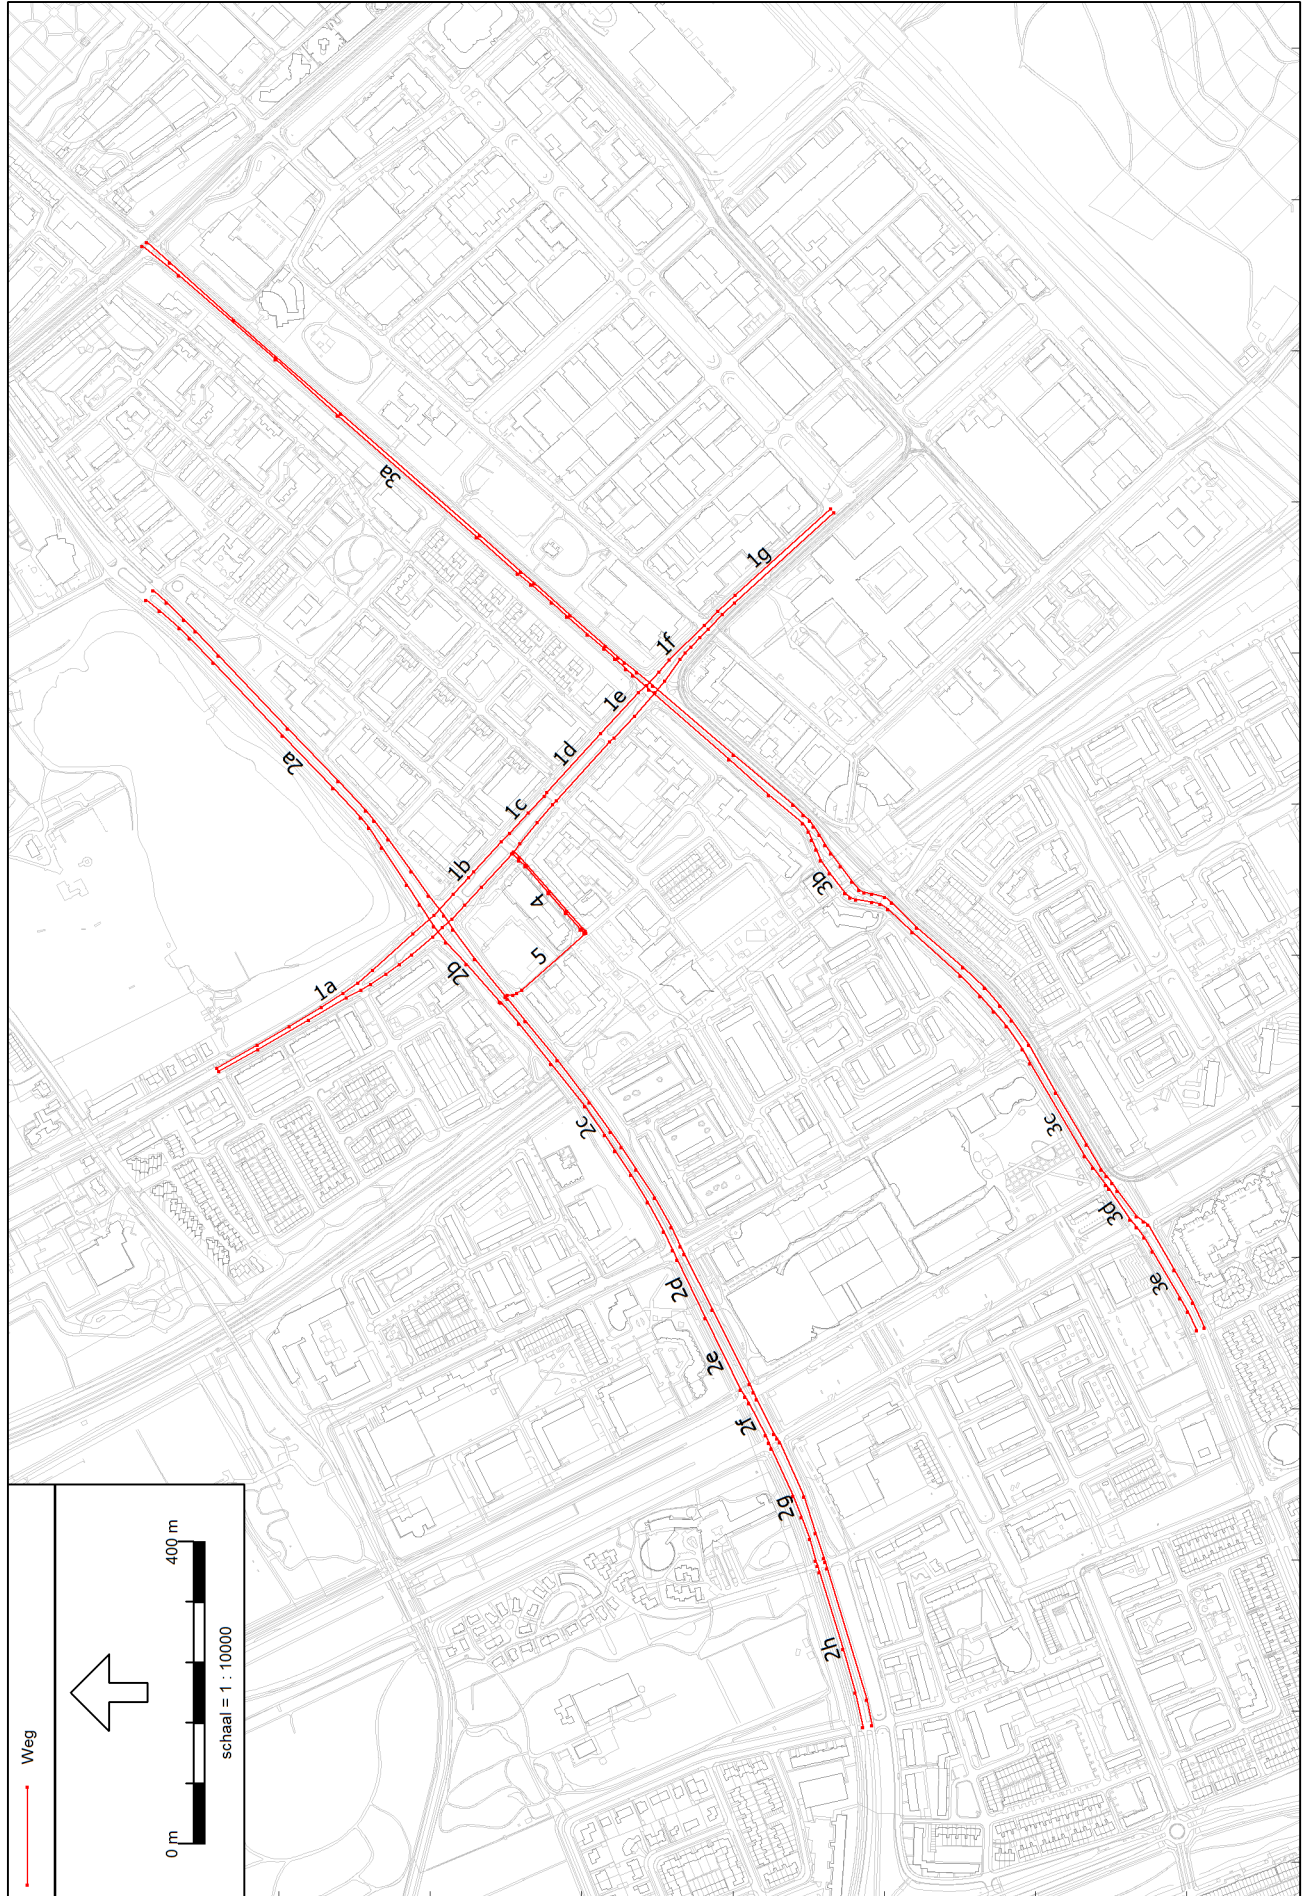 Weg
0 m
400 m
schaal = 1 : 10000
3a
2a
1g
1f
1e
1d
1c
1b
4
5
3b
2b
1a
2c
3c
3d
2d
3e
2e
2f
2g
2h